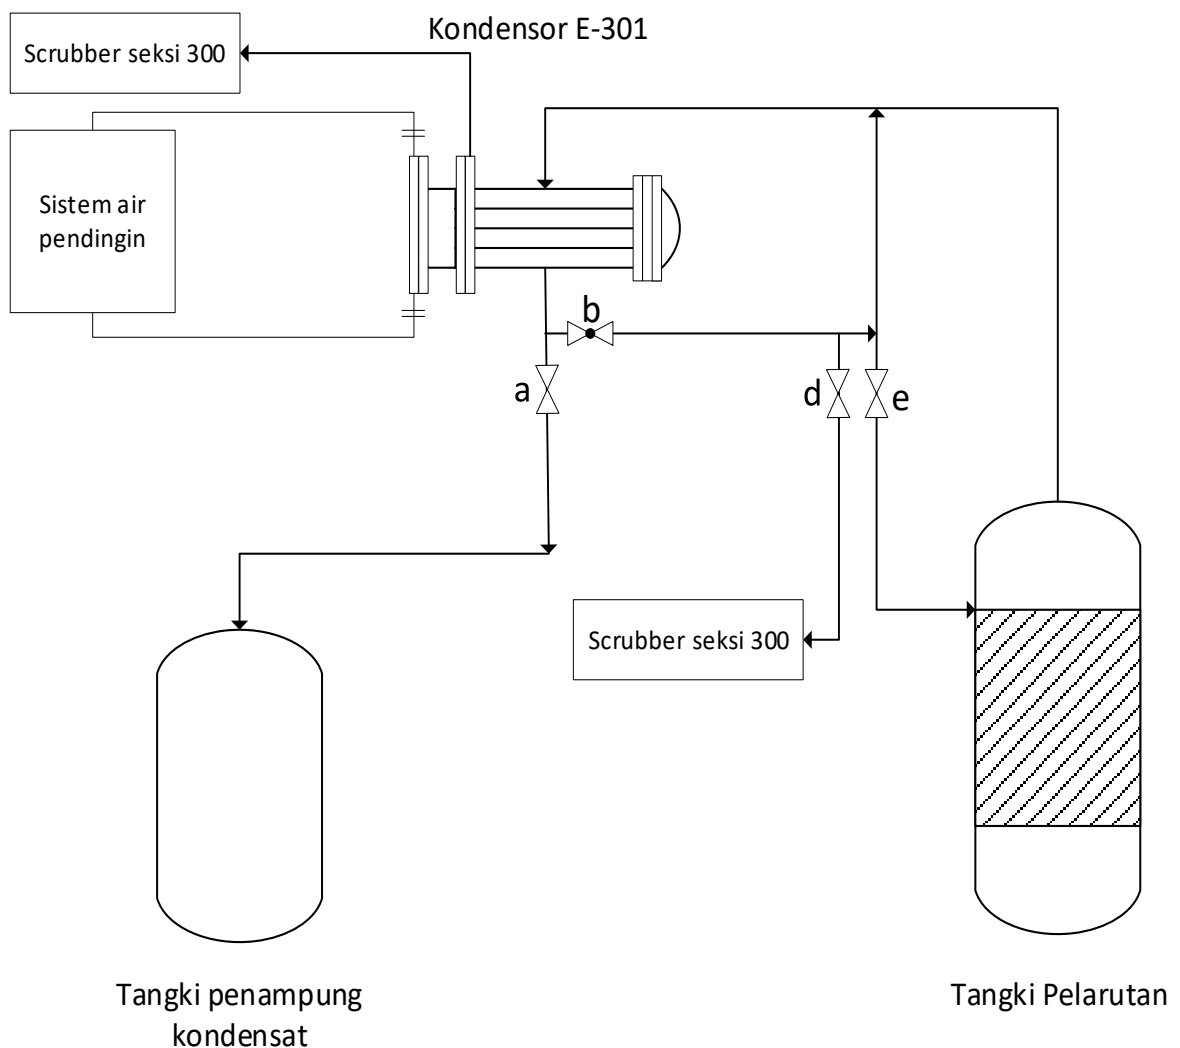 Kondensor E-301
Scrubber seksi 300
Sistem air
pendingin
b
a
d
e
Scrubber seksi 300
Tangki penampung
kondensat
Tangki Pelarutan